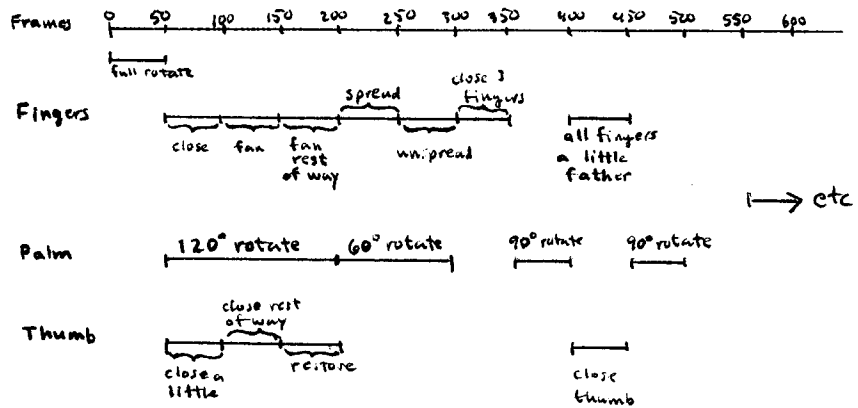 Frames 0 50 100 150 200 250 300 350 400 450 500 550 600
full rotate
Fingers
close
fan
fan
rest
of way
spread
unspread
close 3
fingers
all fingers
a little
father
etc
Palm
120° rotate
60° rotate
90° rotate
90° rotate
Thumb
close a
little
close rest
of way
restore
close
thumb